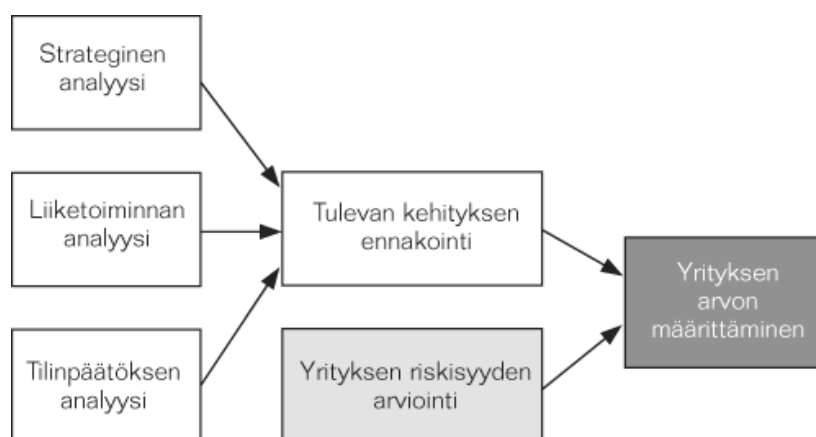 Strateginen
analyysi
Liiketoiminnan
analyysi
Tilinpäätöksen
analyysi
Tulevan kehityksen
ennakointi
Yrityksen riskisyyden
arviointi
Yrityksen
arvon
määrittäminen